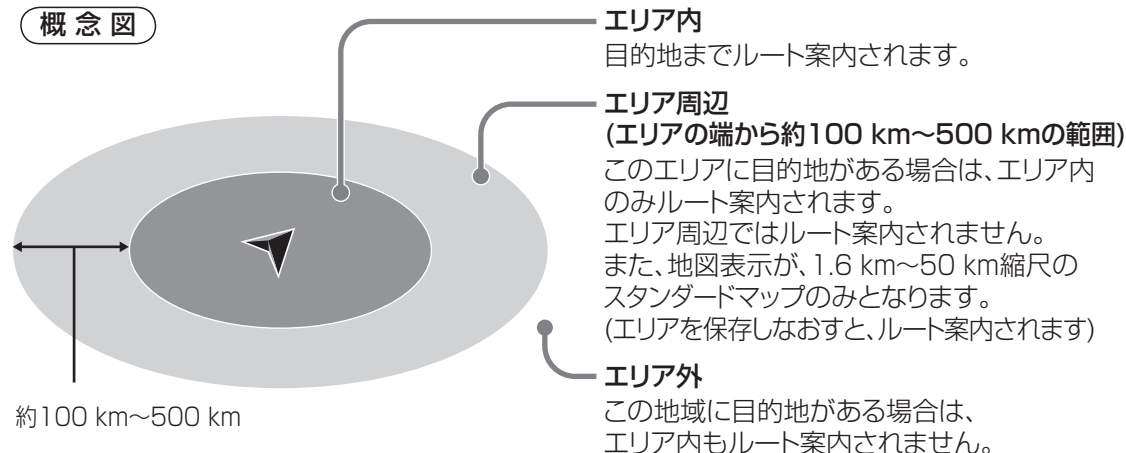 概念図
エリア内
目的地までルート案内されます。
エリア周辺
(エリアの端から約100 km～500 kmの範囲)
このエリアに目的地がある場合は、エリア内
のみルート案内されます。
エリア周辺ではルート案内されません。
また、地図表示が、1.6 km～50 km縮尺の
スタンダードマップのみとなります。
(エリアを保存しなおすと、ルート案内されます)
エリア外
この地域に目的地がある場合は、
エリア内もルート案内されません。
約100 km～500 km